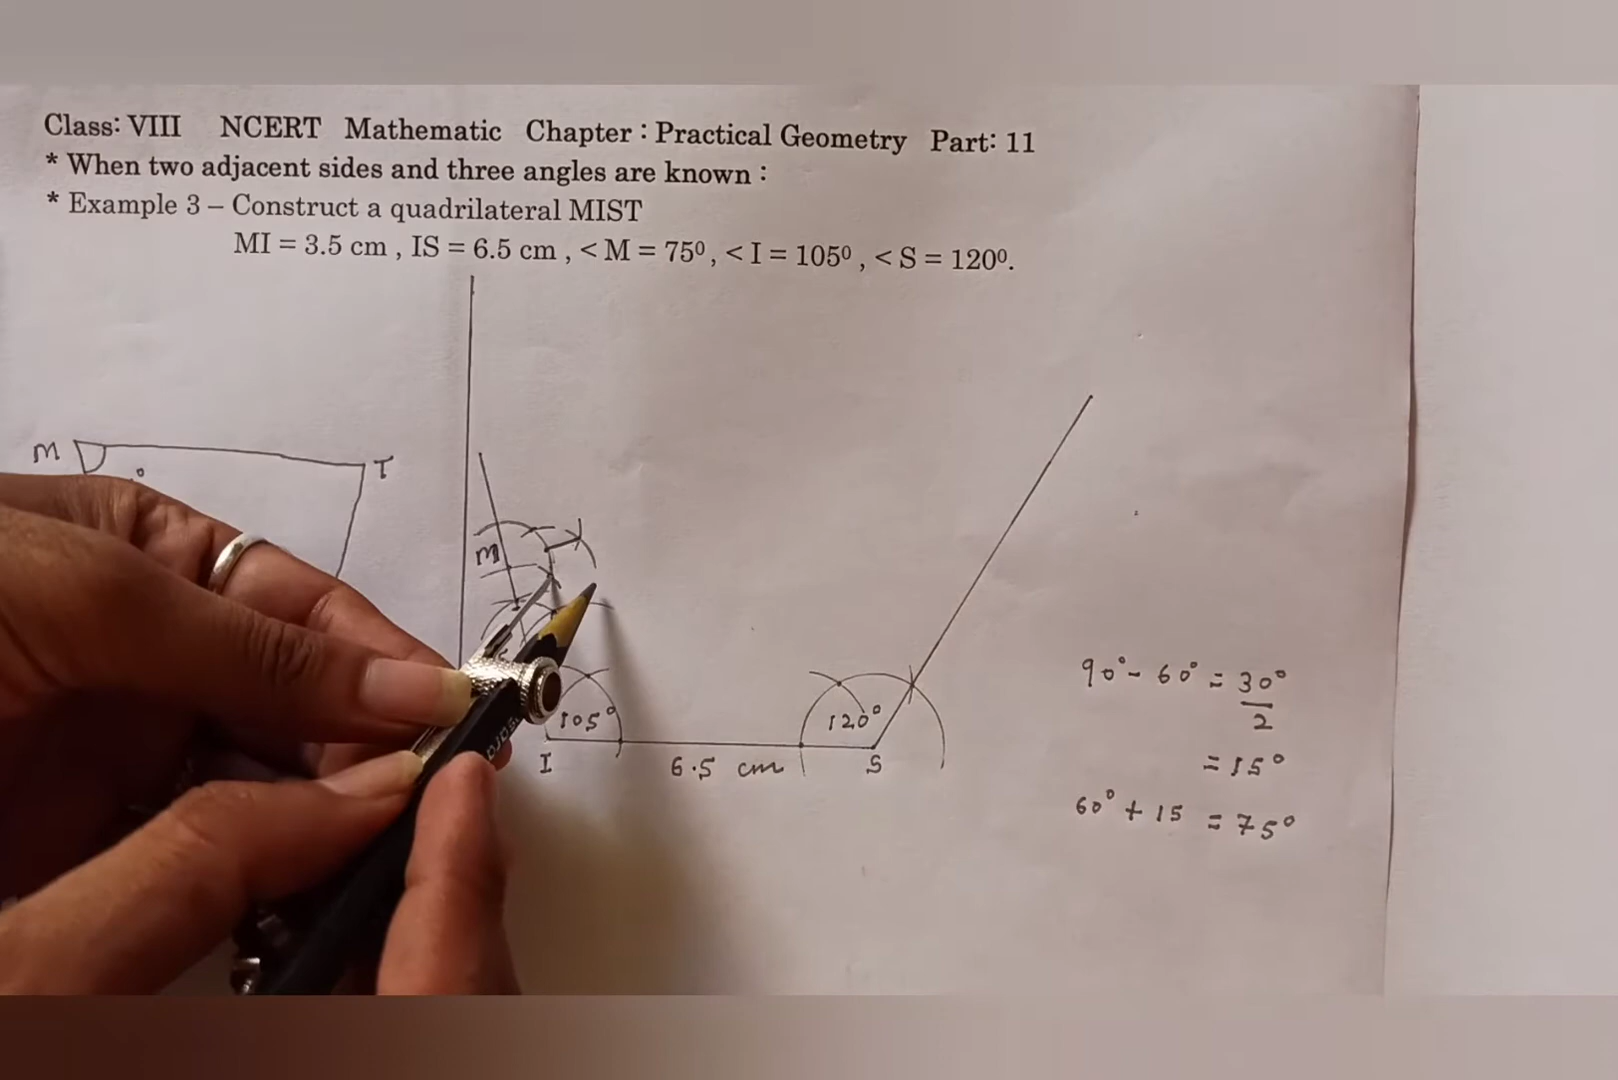 Class: VIII NCERT Mathematic Chapter : Practical Geometry Part: 11
* When two adjacent sides and three angles are known :
* Example 3 – Construct a quadrilateral MIST
MI = 3.5 cm , IS = 6.5 cm , < M = 75⁰ , < I = 105⁰ , < S = 120⁰.
M
T
M
105°
120°
I
6.5 cm
S
90° - 60° = 30°
2
= 15°
60° + 15 = 75°